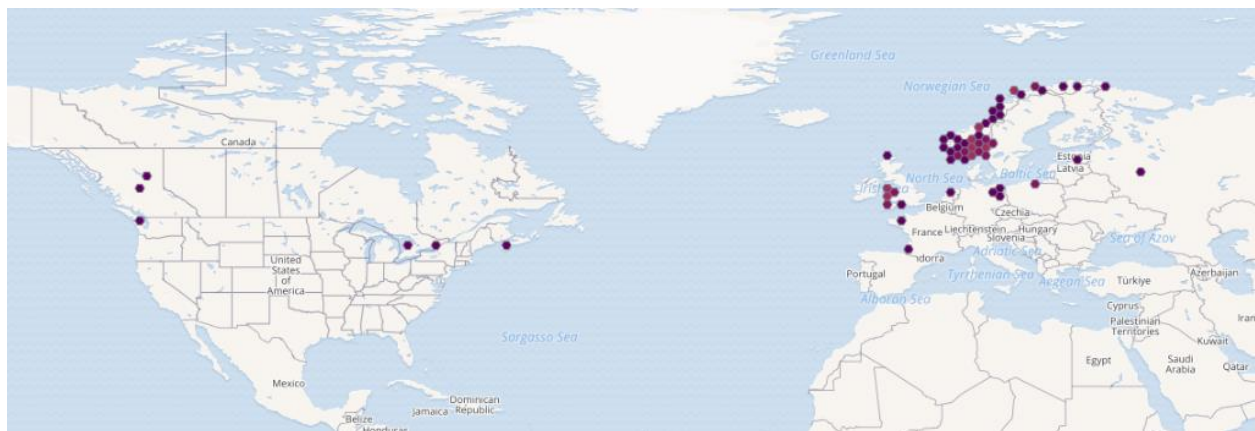 Greenland Sea
Norwegian Sea
Canada
Estonia
Latvia
North Sea
Baltic Sea
Irish Sea
Belgium
Czechia
France
Liechtenstein
Hungary
Slovenia
Sea of Azov
Adriatic Sea
United
States
of
America
Portugal
Tyrrhenian Sea
Aegean Sea
Türkiye
Azerbaijan
Alboran Sea
Cyprus
Palestinian
Territories
Sargasso Sea
Kuwait
Egypt
Saudi
Arabia
Qatar
Mexico
Dominican
Republic
Jamaica
Belize